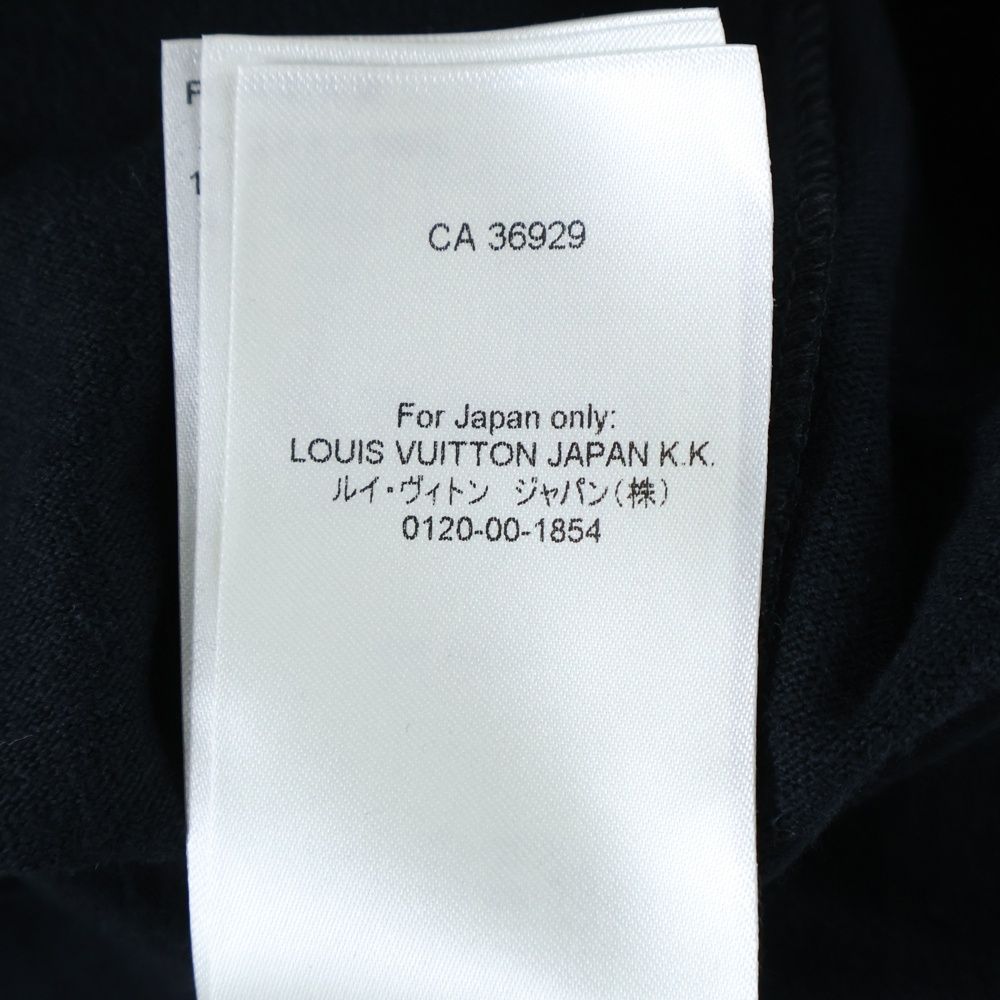 F
1
CA 36929
For Japan only:
LOUIS VUITTON JAPAN K.K.
ルイ・ヴィトン ジャパン(株)
0120-00-1854